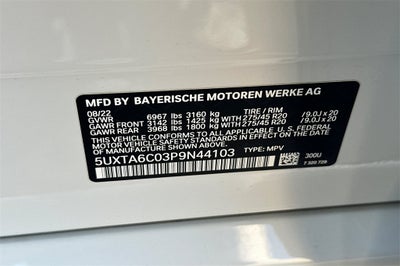 MFD BY BAYERISCHE MOTOREN WERKE AG
08/22 TIRE / RIM
GVWR 6967 lbs 3160 kg
GAWR FRONT 3142 lbs 1425 kg WITH 275/45 R20 / 9.0J x 20
GAWR REAR 3968 lbs 1800 kg WITH 275/45 R20 / 9.0J x 20
THIS VEHICLE CONFORMS TO ALL APPLICABLE U.S. FEDERAL
MOTOR VEHICLE SAFETY STANDARDS IN EFFECT
ON THE DATE OF MANUFACTURE SHOWN ABOVE.
5UXTA6C03P9N44103 TYPE: MPV
300U